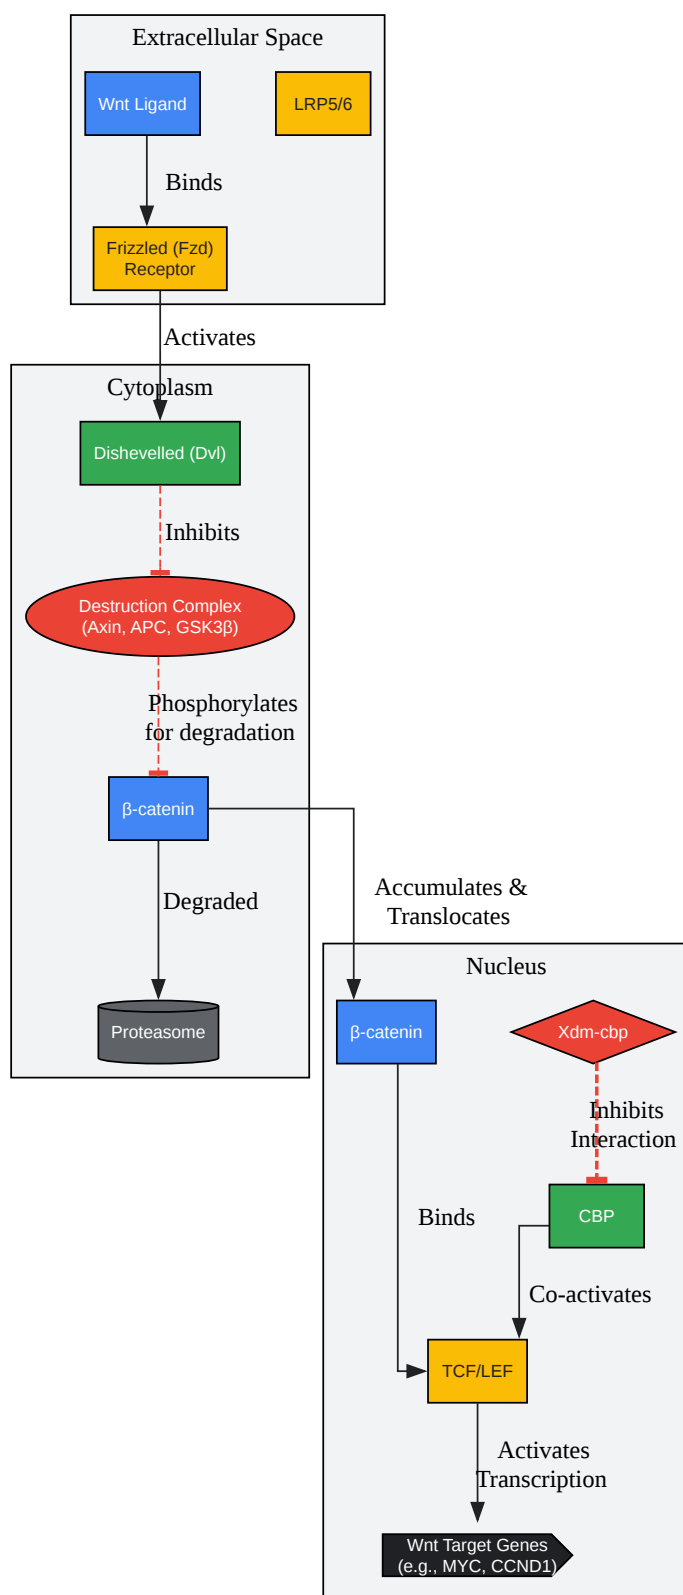 Extracellular Space
Wnt Ligand
LRP5/6
Binds
Frizzled (Fzd)
Receptor
Activates
Cytoplasm
Dishevelled (Dvl)
Inhibits
Destruction Complex
(Axin, APC, GSK3β)
Phosphorylates
for degradation
β-catenin
Degraded
Accumulates &
Translocates
Proteasome
Nucleus
β-catenin
Xdm-cbp
Inhibits
Interaction
Binds
CBP
Co-activates
TCF/LEF
Activates
Transcription
Wnt Target Genes
(e.g., MYC, CCND1)